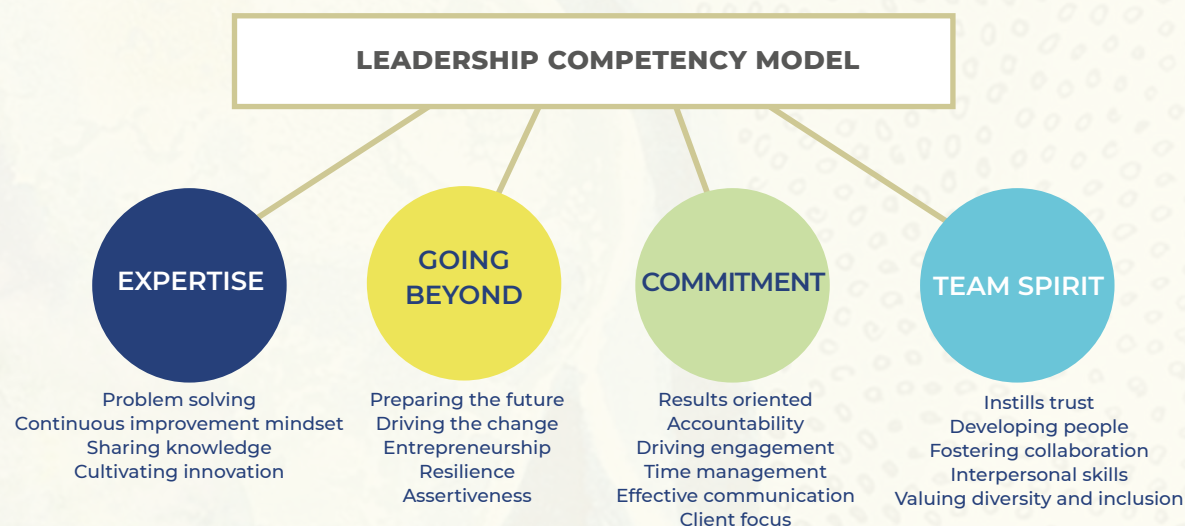 LEADERSHIP COMPETENCY MODEL
EXPERTISE
Problem solving
Continuous improvement mindset
Sharing knowledge
Cultivating innovation
GOING
BEYOND
Preparing the future
Driving the change
Entrepreneurship
Resilience
Assertiveness
COMMITMENT
Results oriented
Accountability
Driving engagement
Time management
Effective communication
Client focus
TEAM SPIRIT
Instills trust
Developing people
Fostering collaboration
Interpersonal skills
Valuing diversity and inclusion